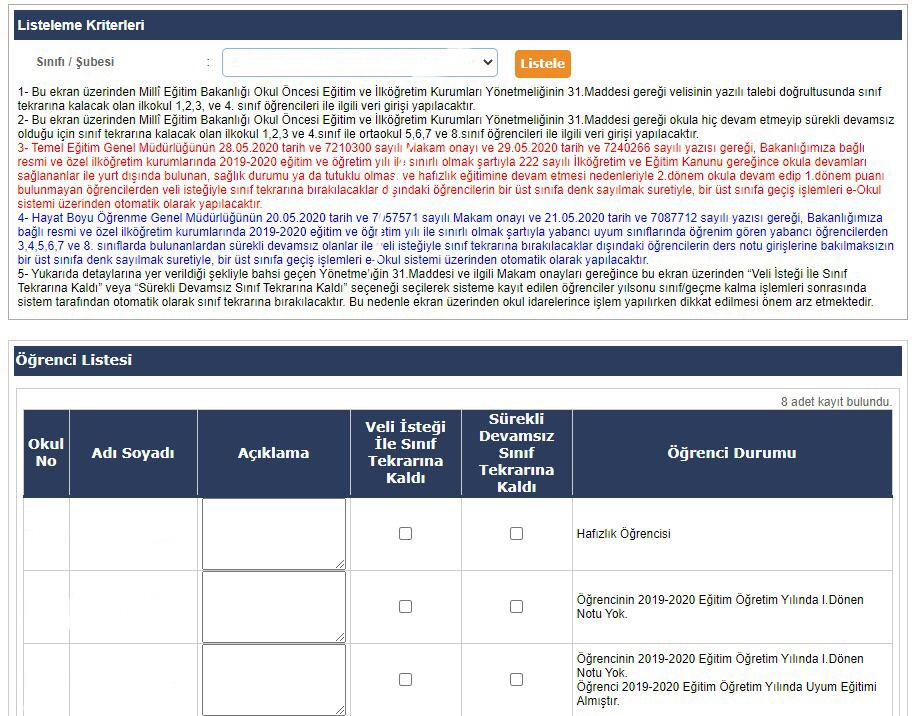 Listeleme Kriterleri
Sınıfı / Şubesi : Listele
1- Bu ekran üzerinden Millî Eğitim Bakanlığı Okul Öncesi Eğitim ve İlköğretim Kurumları Yönetmeliğinin 31.Maddesi gereği velisinin yazılı talebi doğrultusunda sınıf
tekrarına kalacak olan ilkokul 1,2,3, ve 4. sınıf öğrencileri ile ilgili veri girişi yapılacaktır.
2- Bu ekran üzerinden Millî Eğitim Bakanlığı Okul Öncesi Eğitim ve İlköğretim Kurumları Yönetmeliğinin 31.Maddesi gereği okula hiç devam etmeyip sürekli devamsız
olduğu için sınıf tekrarına kalacak olan ilkokul 1,2,3 ve 4.sınıf ile ortaokul 5,6,7 ve 8.sınıf öğrencileri ile ilgili veri girişi yapılacaktır.
3- Temel Eğitim Genel Müdürlüğünün 28.05.2020 tarih ve 7210300 sayılı Makam onayı ve 29.05.2020 tarih ve 7240266 sayılı yazısı gereği, Bakanlığımıza bağlı
resmi ve özel ilköğretim kurumlarında 2019-2020 eğitim ve öğretim yılı ile sınırlı olmak şartıyla 222 sayılı İlköğretim ve Eğitim Kanunu gereğince okula devamları
sağlananlar ile yurt dışında bulunan, sağlık durumu ya da tutuklu olması ve hafızlık eğitimine devam etmesi nedenleriyle 2.dönem okula devam edip 1.dönem puanı
bulunmayan öğrencilerden veli isteğiyle sınıf tekrarına bırakılacaklar dışındaki öğrencilerin bir üst sınıfa denk sayılmak suretiyle, bir üst sınıfa geçiş işlemleri e-Okul
sistemi üzerinden otomatik olarak yapılacaktır.
4- Hayat Boyu Öğrenme Genel Müdürlüğünün 20.05.2020 tarih ve 7057571 sayılı Makam onayı ve 21.05.2020 tarih ve 7087712 sayılı yazısı gereği, Bakanlığımıza
bağlı resmi ve özel ilköğretim kurumlarında 2019-2020 eğitim ve öğretim yılı ile sınırlı olmak şartıyla yabancı uyum sınıflarında öğrenim gören yabancı öğrencilerden
3,4,5,6,7 ve 8. sınıflarda bulunanlardan sürekli devamsız olanlar ile veli isteğiyle sınıf tekrarına bırakılacaklar dışındaki öğrencilerin ders notu girişlerine bakılmaksızın
bir üst sınıfa denk sayılmak suretiyle, bir üst sınıfa geçiş işlemleri e-Okul sistemi üzerinden otomatik olarak yapılacaktır.
5- Yukarıda detaylarına yer verildiği şekliyle bahsi geçen Yönetmeliğin 31.Maddesi ve ilgili Makam onayları gereğince bu ekran üzerinden “Veli İsteği İle Sınıf
Tekrarına Kaldı” veya “Sürekli Devamsız Sınıf Tekrarına Kaldı” seçeneği seçilerek sisteme kayıt edilen öğrenciler yılsonu sınıf/geçme kalma işlemleri sonrasında
sistem tarafından otomatik olarak sınıf tekrarına bırakılacaktır. Bu nedenle ekran üzerinden okul idarelerince işlem yapılırken dikkat edilmesi önem arz etmektedir.
Öğrenci Listesi
8 adet kayıt bulundu.
Okul
No
Adı Soyadı
Açıklama
Veli İsteği
İle Sınıf
Tekrarına
Kaldı
Sürekli
Devamsız
Sınıf
Tekrarına
Kaldı
Öğrenci Durumu
Hafızlık Öğrencisi
Öğrencinin 2019-2020 Eğitim Öğretim Yılında I.Dönen
Notu Yok.
Öğrencinin 2019-2020 Eğitim Öğretim Yılında I.Dönen
Notu Yok.
Öğrenci 2019-2020 Eğitim Öğretim Yılında Uyum Eğitimi
Almıştır.